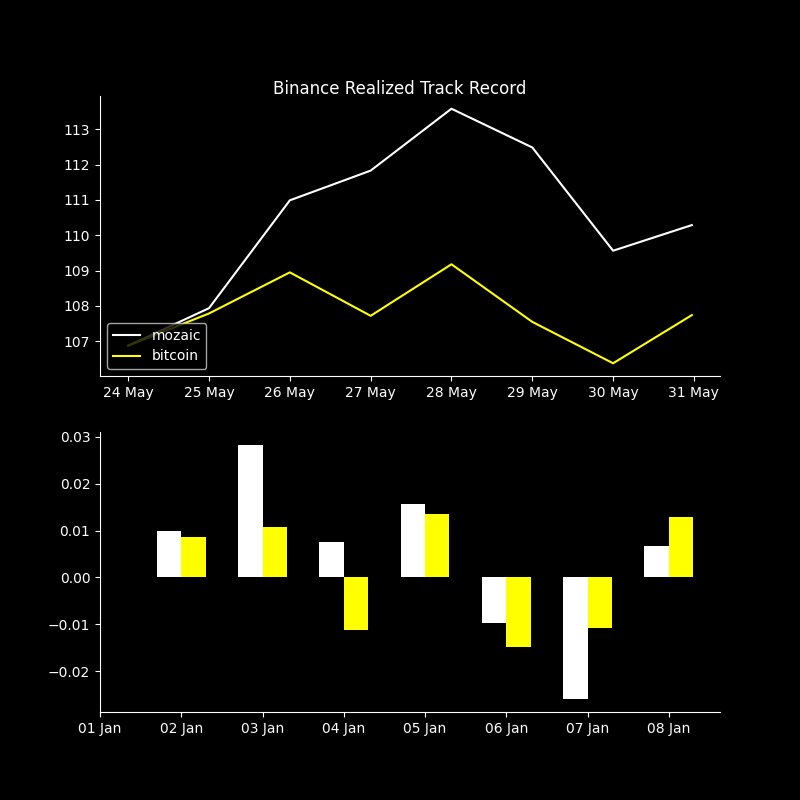 Binance Realized Track Record
113
112
111
110
109
108
107
mozaic
bitcoin
24 May 25 May 26 May 27 May 28 May 29 May 30 May 31 May
0.03
0.02
0.01
0.00
−0.01
−0.02
01 Jan 02 Jan 03 Jan 04 Jan 05 Jan 06 Jan 07 Jan 08 Jan